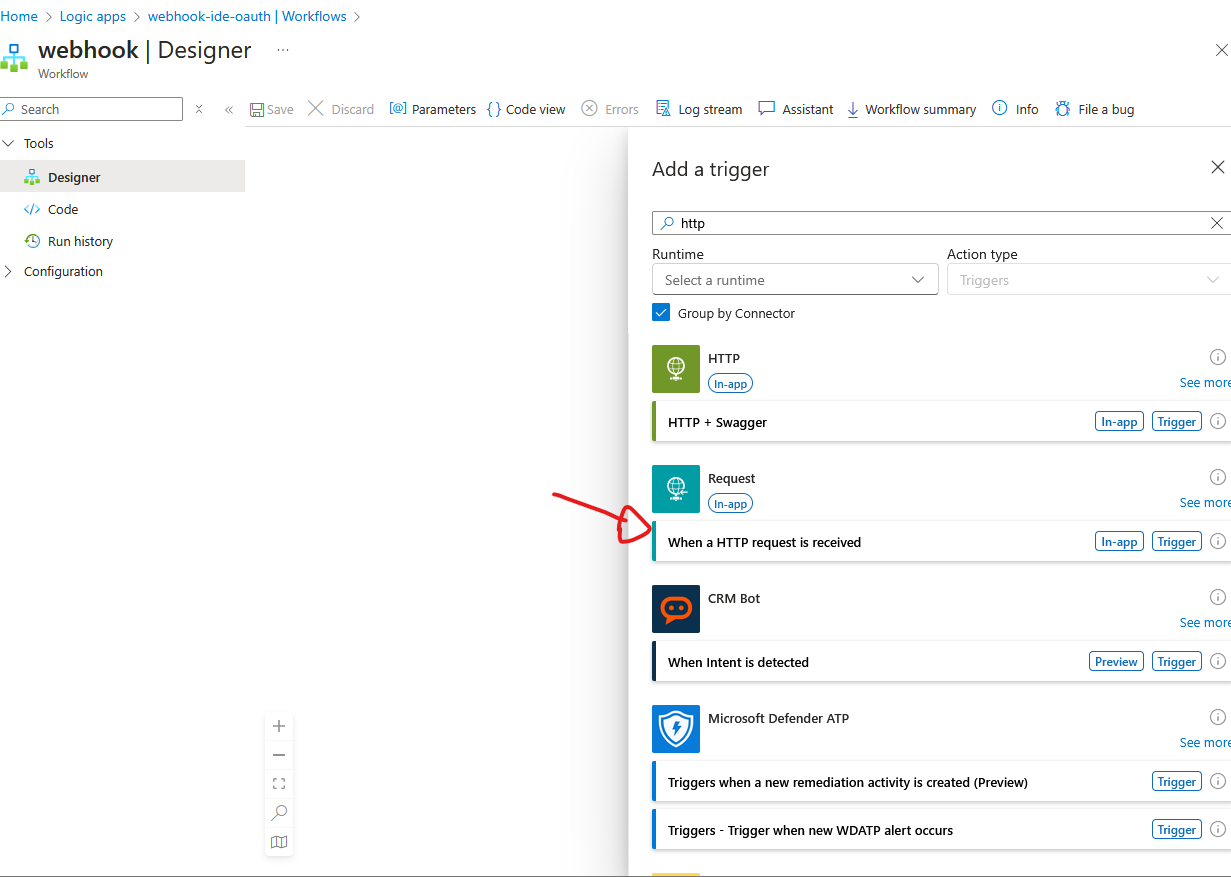 Home > Logic apps > webhook-ide-oauth | Workflows >
webhook | Designer ...
Workflow
Search
Save Discard Parameters Code view Errors Log stream Assistant Workflow summary Info File a bug
Tools
Designer
Code
Run history
Configuration
Add a trigger
http
Runtime Action type
Select a runtime Triggers
Group by Connector
HTTP
In-app See more
HTTP + Swagger In-app Trigger
Request
In-app See more
When a HTTP request is received In-app Trigger
CRM Bot
See more
When Intent is detected Preview Trigger
Microsoft Defender ATP
See more
Triggers when a new remediation activity is created (Preview) Trigger
Triggers - Trigger when new WDATP alert occurs Trigger